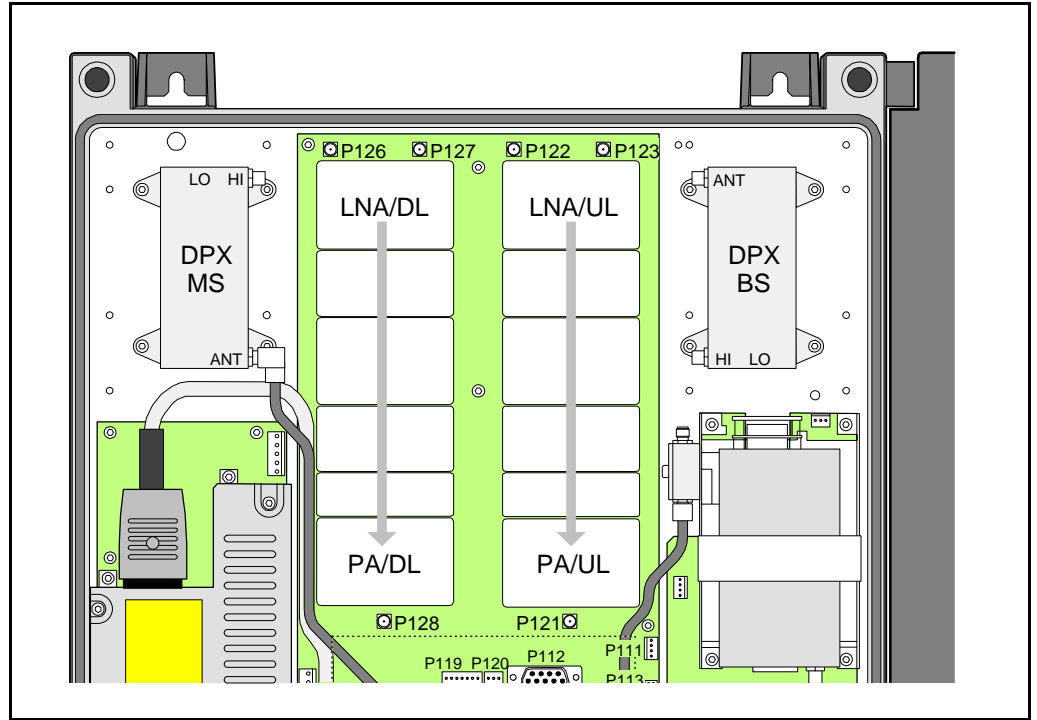 P126 P127 P122 P123
LO HI
LNA/DL
LNA/UL
ANT
DPX
MS
DPX
BS
ANT
HI LO
PA/DL
PA/UL
P128
P121
P111
P119 P120 P112
P113